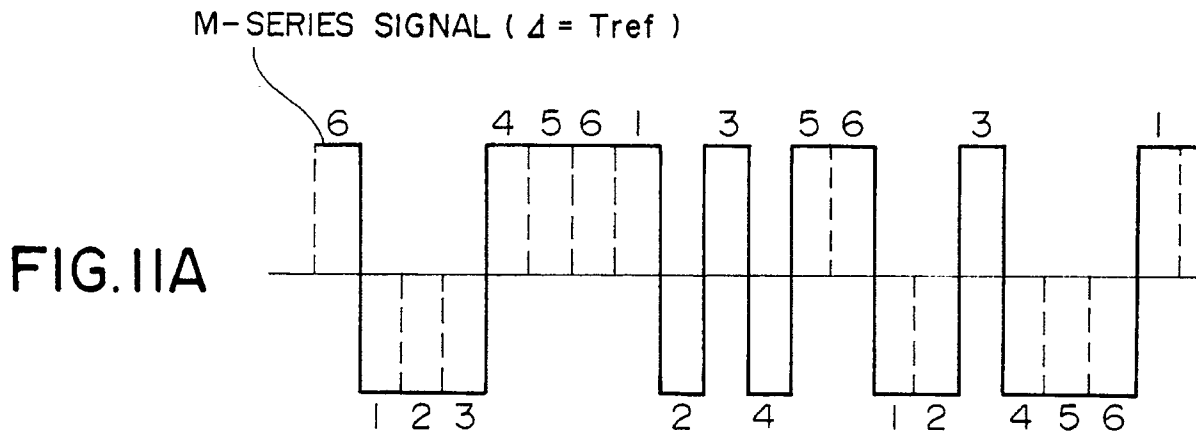 M-SERIES SIGNAL ( Δ = Tref )
6 4 5 6 1 3 5 6 3 1
FIG.11A
1 2 3 2 4 1 2 4 5 6